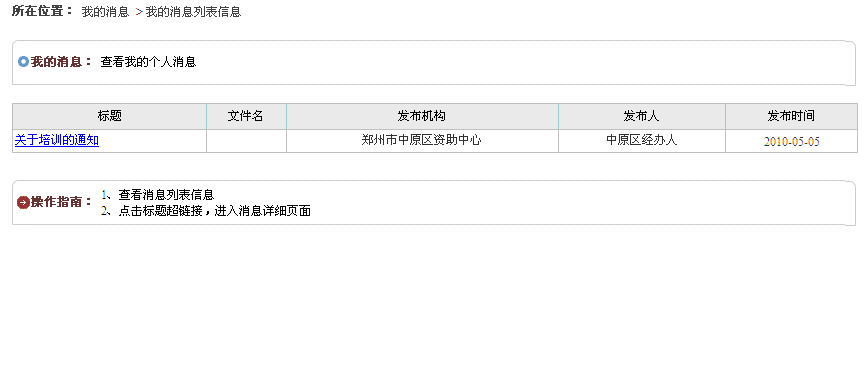 所在位置： 我的消息 >我的消息列表信息
我的消息： 查看我的个人消息
标题 文件名 发布机构 发布人 发布时间
关于培训的通知 郑州市中原区资助中心 中原区经办人 2010-05-05
操作指南： 1、查看消息列表信息
2、点击标题超链接，进入消息详细页面